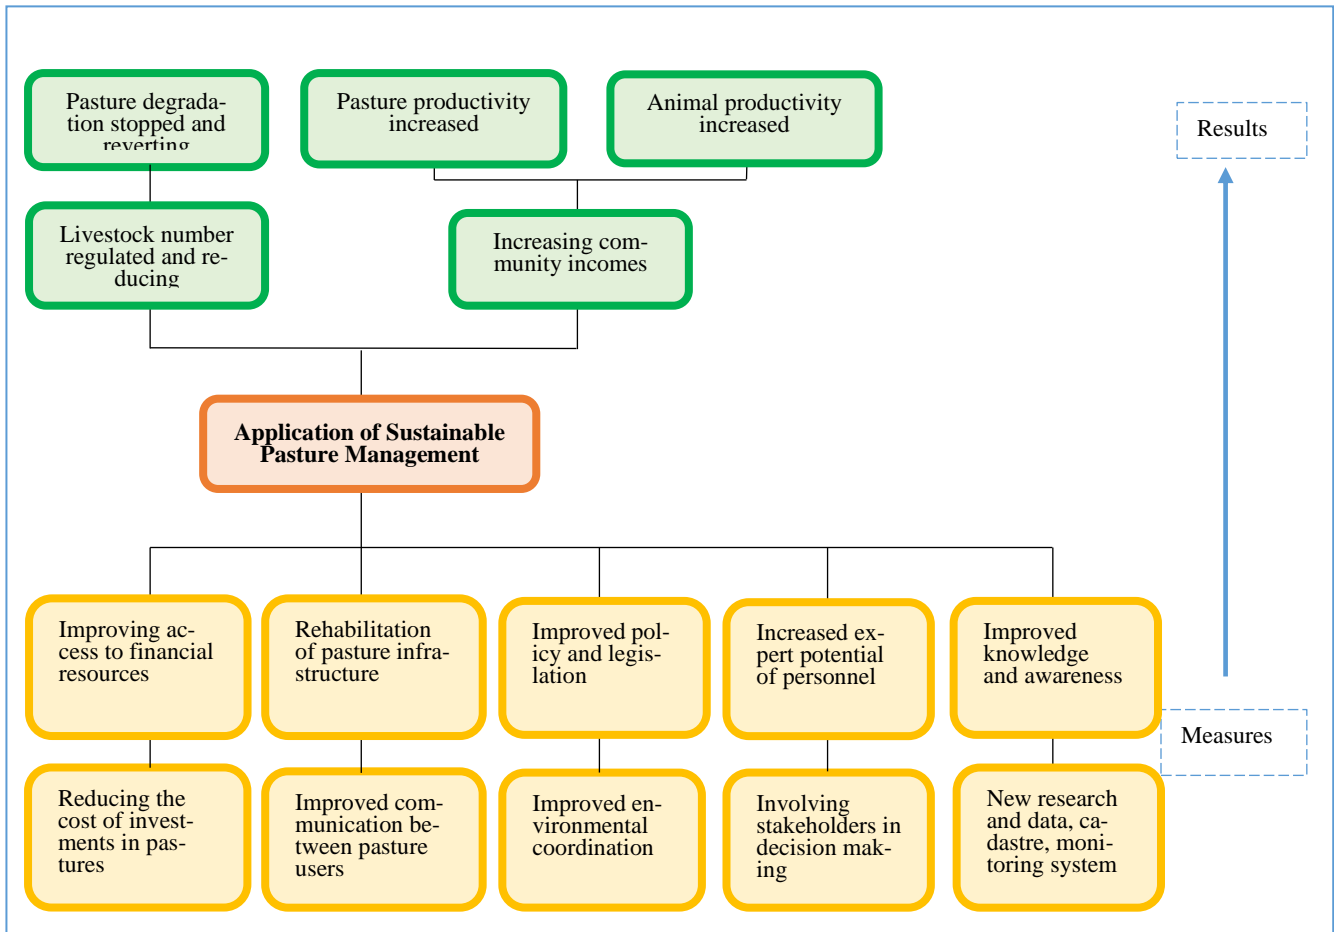 Pasture degrada-
tion stopped and
reverting
Pasture productivity
increased
Animal productivity
increased
Results
Livestock number
regulated and re-
ducing
Increasing com-
munity incomes
Application of Sustainable
Pasture Management
Improving ac-
cess to financial
resources
Rehabilitation
of pasture infra-
structure
Improved pol-
icy and legis-
lation
Increased ex-
pert potential
of personnel
Improved
knowledge
and awareness
Measures
Reducing the
cost of invest-
ments in pas-
tures
Improved com-
munication be-
tween pasture
users
Improved en-
vironmental
coordination
Involving
stakeholders in
decision mak-
ing
New research
and data, ca-
dastre, moni-
toring system